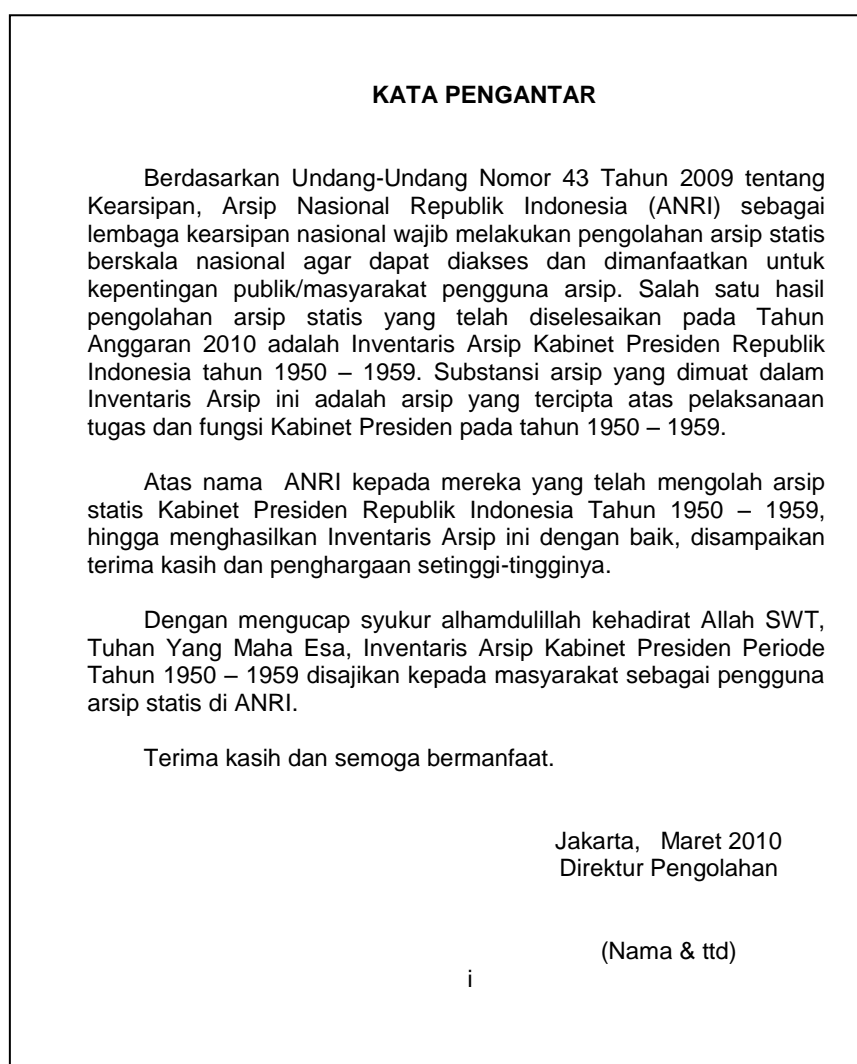 KATA PENGANTAR
Berdasarkan Undang-Undang Nomor 43 Tahun 2009 tentang
Kearsipan, Arsip Nasional Republik Indonesia (ANRI) sebagai
lembaga kearsipan nasional wajib melakukan pengolahan arsip statis
berskala nasional agar dapat diakses dan dimanfaatkan untuk
kepentingan publik/masyarakat pengguna arsip. Salah satu hasil
pengolahan arsip statis yang telah diselesaikan pada Tahun
Anggaran 2010 adalah Inventaris Arsip Kabinet Presiden Republik
Indonesia tahun 1950 – 1959. Substansi arsip yang dimuat dalam
Inventaris Arsip ini adalah arsip yang tercipta atas pelaksanaan
tugas dan fungsi Kabinet Presiden pada tahun 1950 – 1959.
Atas nama ANRI kepada mereka yang telah mengolah arsip
statis Kabinet Presiden Republik Indonesia Tahun 1950 – 1959,
hingga menghasilkan Inventaris Arsip ini dengan baik, disampaikan
terima kasih dan penghargaan setinggi-tingginya.
Dengan mengucap syukur alhamdulillah kehadirat Allah SWT,
Tuhan Yang Maha Esa, Inventaris Arsip Kabinet Presiden Periode
Tahun 1950 – 1959 disajikan kepada masyarakat sebagai pengguna
arsip statis di ANRI.
Terima kasih dan semoga bermanfaat.
Jakarta, Maret 2010
Direktur Pengolahan
(Nama & ttd)
i